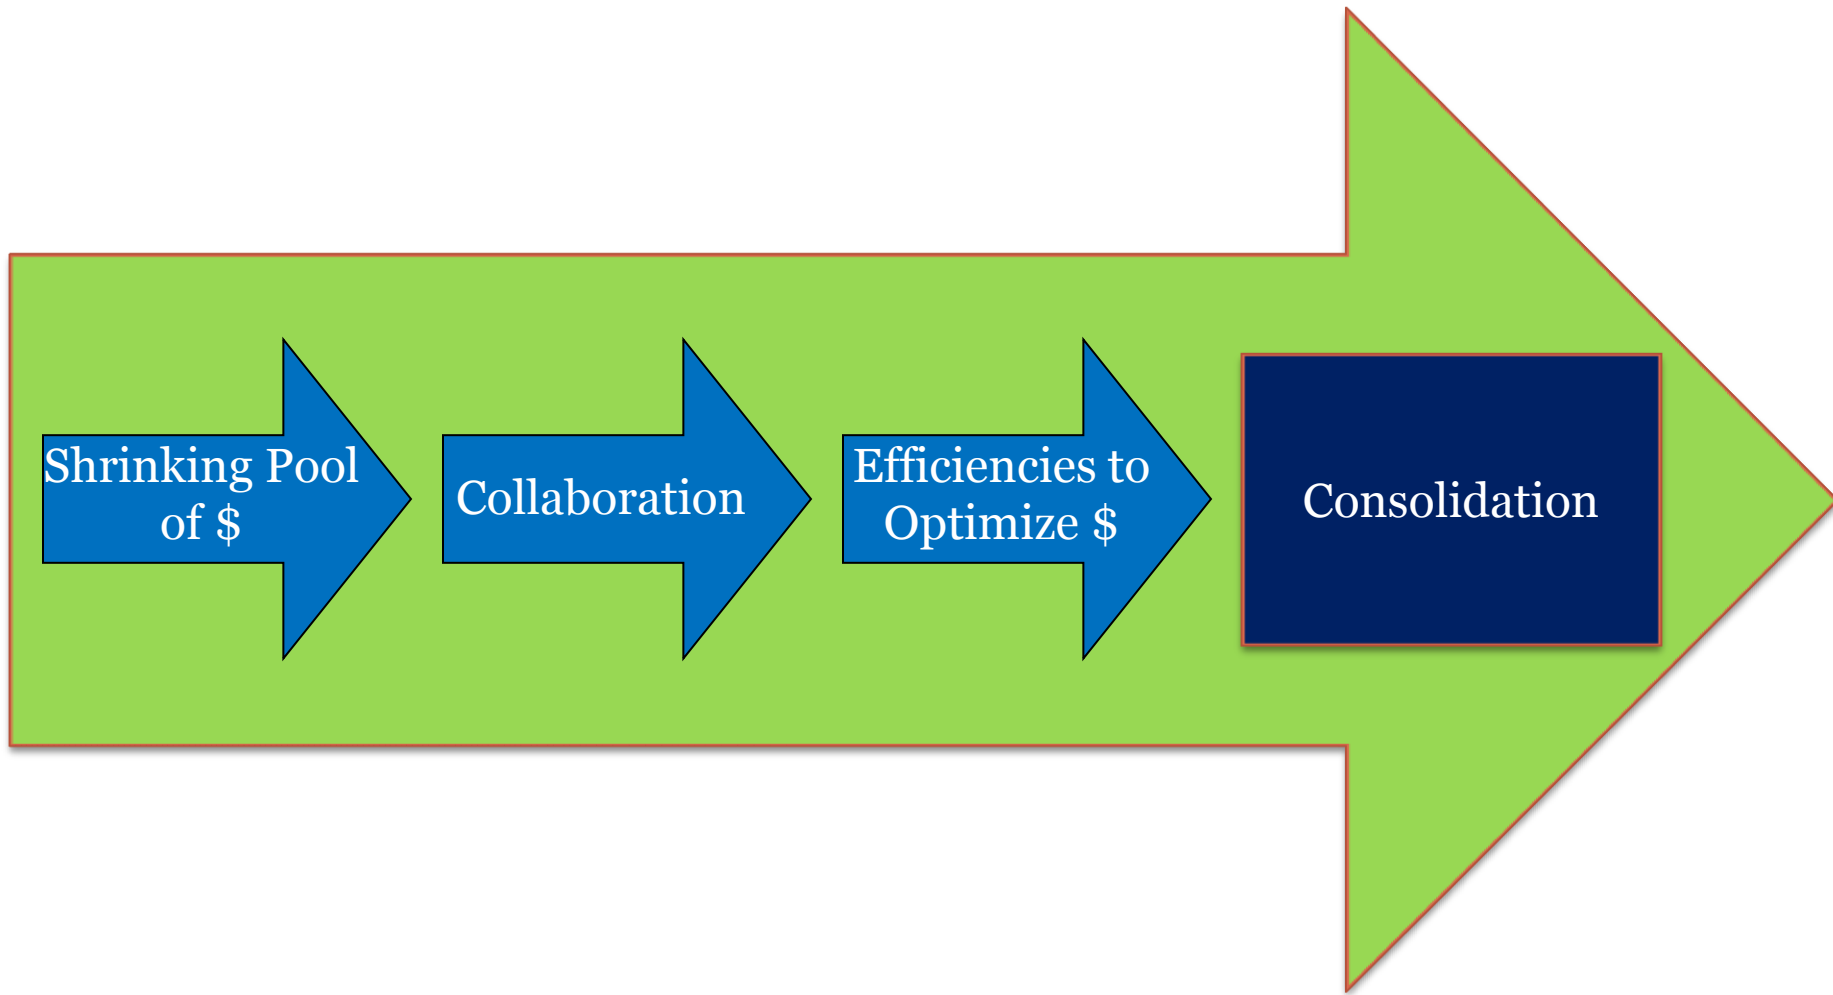 Shrinking Pool
of $
Collaboration
Efficiencies to
Optimize $
Consolidation